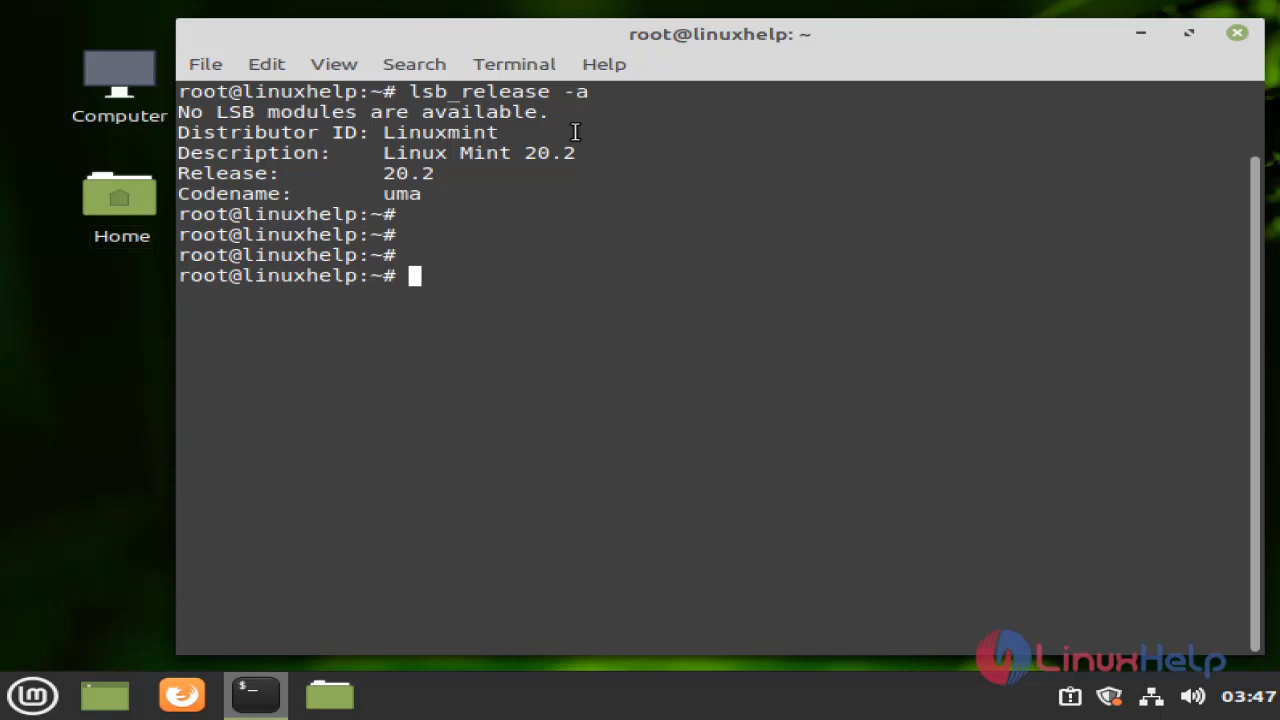 root@linuxhelp: ~
File Edit View Search Terminal Help
Computer
Home
root@linuxhelp:~# lsb_release -a
No LSB modules are available.
Distributor ID: Linuxmint
Description:    Linux Mint 20.2
Release:        20.2
Codename:       uma
root@linuxhelp:~#
root@linuxhelp:~#
root@linuxhelp:~#
root@linuxhelp:~#
LinuxHelp
03:47